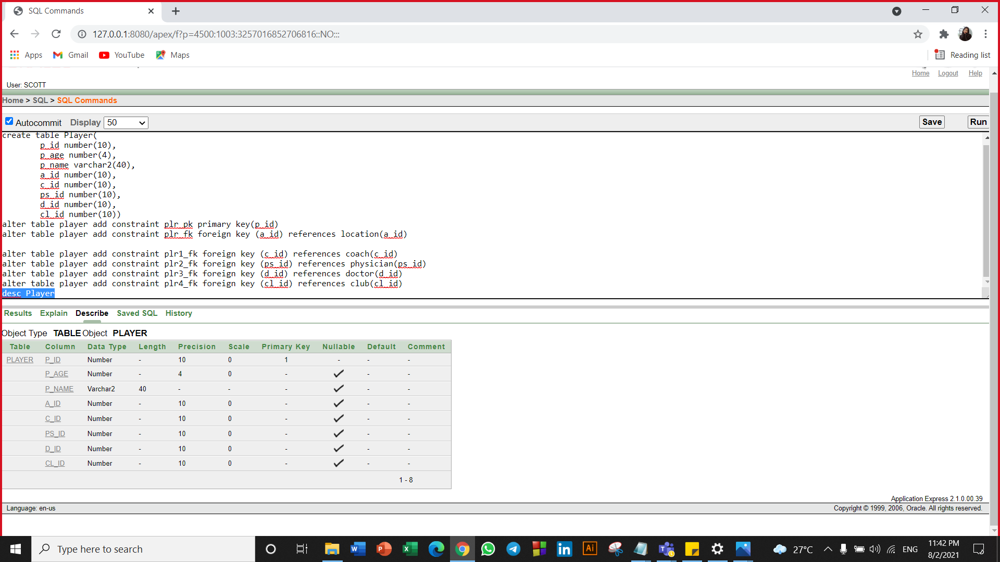 SQL Commands
127.0.0.1:8080/apex/f?p=4500:1003:3257016852706816::NO:::
Apps Gmail YouTube Maps Reading list
Home Logout Help
User: SCOTT
Home > SQL > SQL Commands
Autocommit Display 50 Save Run
create table Player(
p_id number(10),
p_age number(4),
p_name varchar2(40),
a_id number(10),
c_id number(10),
ps_id number(10),
d_id number(10),
cl_id number(10))
alter table player add constraint plr_pk primary key(p_id)
alter table player add constraint plr_fk foreign key (a_id) references location(a_id)
alter table player add constraint plr1_fk foreign key (c_id) references coach(c_id)
alter table player add constraint plr2_fk foreign key (ps_id) references physician(ps_id)
alter table player add constraint plr3_fk foreign key (d_id) references doctor(d_id)
alter table player add constraint plr4_fk foreign key (cl_id) references club(cl_id)
desc Player
Results Explain Describe Saved SQL History
Object Type TABLE Object PLAYER
Table Column Data Type Length Precision Scale Primary Key Nullable Default Comment
PLAYER P_ID Number - 10 0 1 - - -
P_AGE Number - 4 0 - ✓ - -
P_NAME Varchar2 40 - - - ✓ - -
A_ID Number - 10 0 - ✓ - -
C_ID Number - 10 0 - ✓ - -
PS_ID Number - 10 0 - ✓ - -
D_ID Number - 10 0 - ✓ - -
CL_ID Number - 10 0 - ✓ - -
1 - 8
Application Express 2.1.0.00.39
Language: en-us Copyright © 1999, 2006, Oracle. All rights reserved.
Type here to search 27°C ENG 11:42 PM
8/2/2021